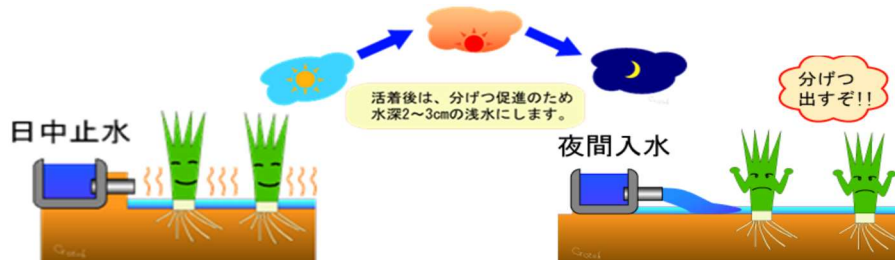 日中止水
活着後は、分げつ促進のため
水深2～3cmの浅水にします。
夜間入水
分げつ
出すぞ!!